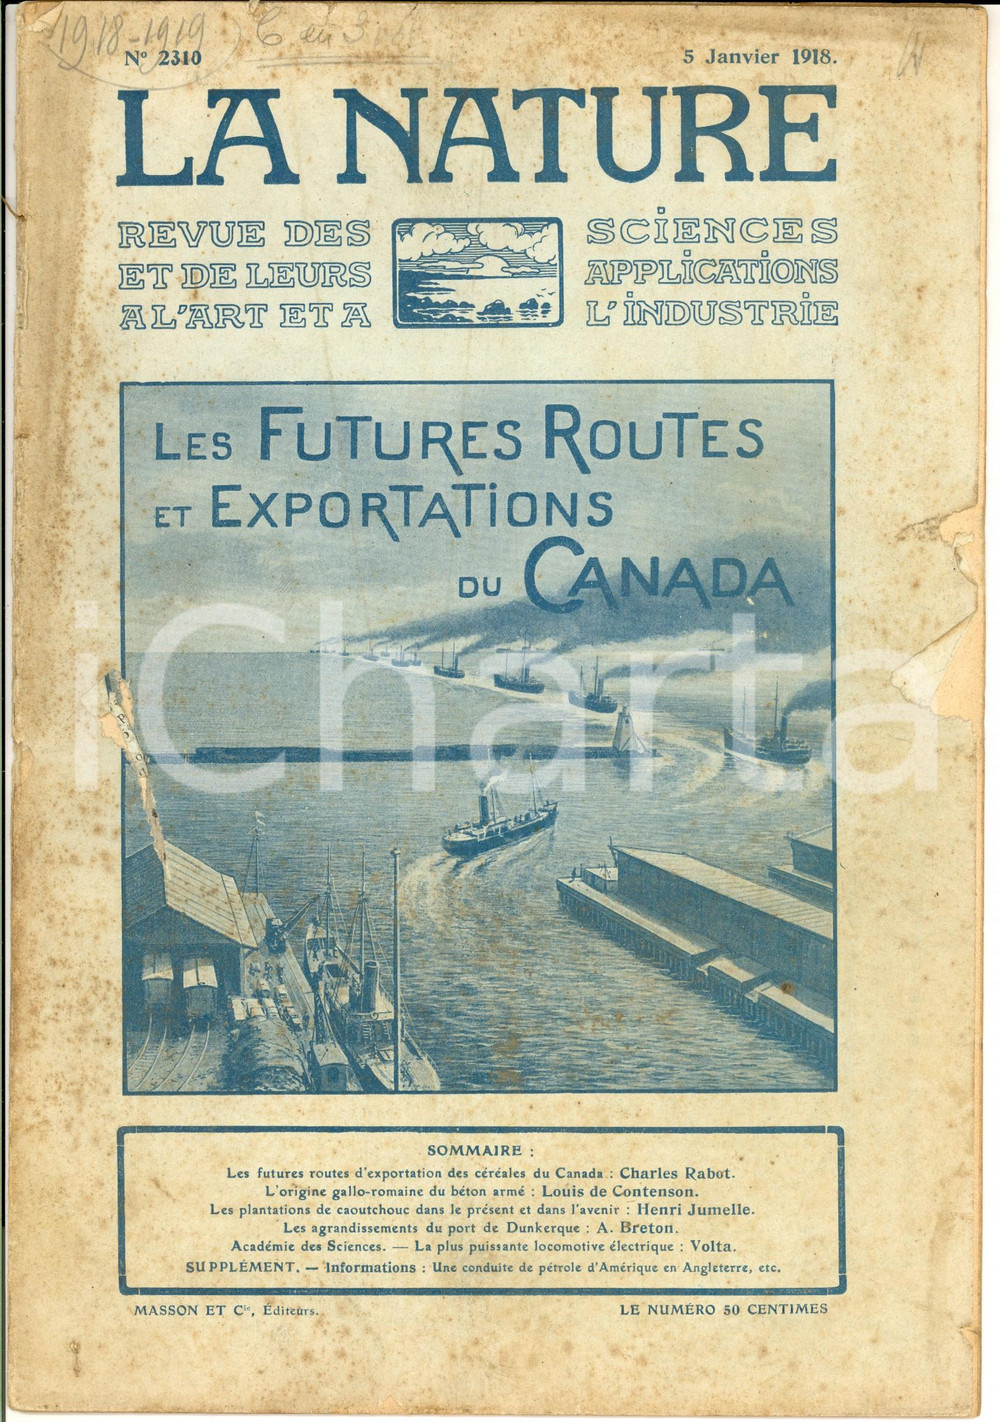 1918-1919
N° 2310
5 Janvier 1918.
LA NATURE
REVUE DES SCIENCES
ET DE LEURS APPLICATIONS
A L'ART ET A L'INDUSTRIE
LES FUTURES ROUTES
ET EXPORTATIONS
DU CANADA
iCharta
SOMMAIRE :
Les futures routes d'exportation des céréales du Canada : Charles Rabot.
L'origine gallo-romaine du béton armé : Louis de Contenson.
Les plantations de caoutchouc dans le présent et dans l'avenir : Henri Jumelle.
Les agrandissements du port de Dunkerque : A. Breton.
Académie des Sciences. — La plus puissante locomotive électrique : Volta.
SUPPLÉMENT. — Informations : Une conduite de pétrole d'Amérique en Angleterre, etc.
MASSON ET Cie, Éditeurs.
LE NUMÉRO 50 CENTIMES